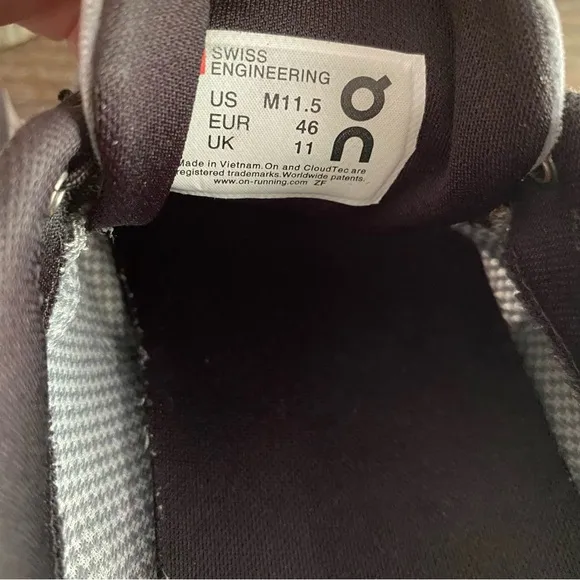 SWISS
ENGINEERING
US M11.5
EUR 46
UK 11
Made in Vietnam.On and CloudTec are
registered trademarks.Worldwide patents.
www.on-running.com ZF